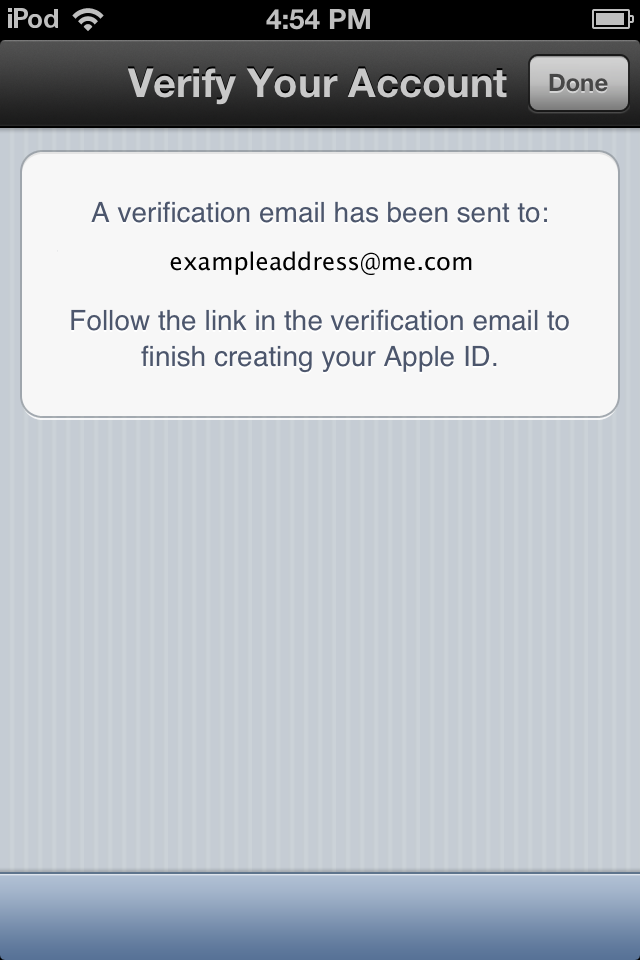 iPod 4:54 PM
Verify Your Account Done
A verification email has been sent to:
exampleaddress@me.com
Follow the link in the verification email to
finish creating your Apple ID.